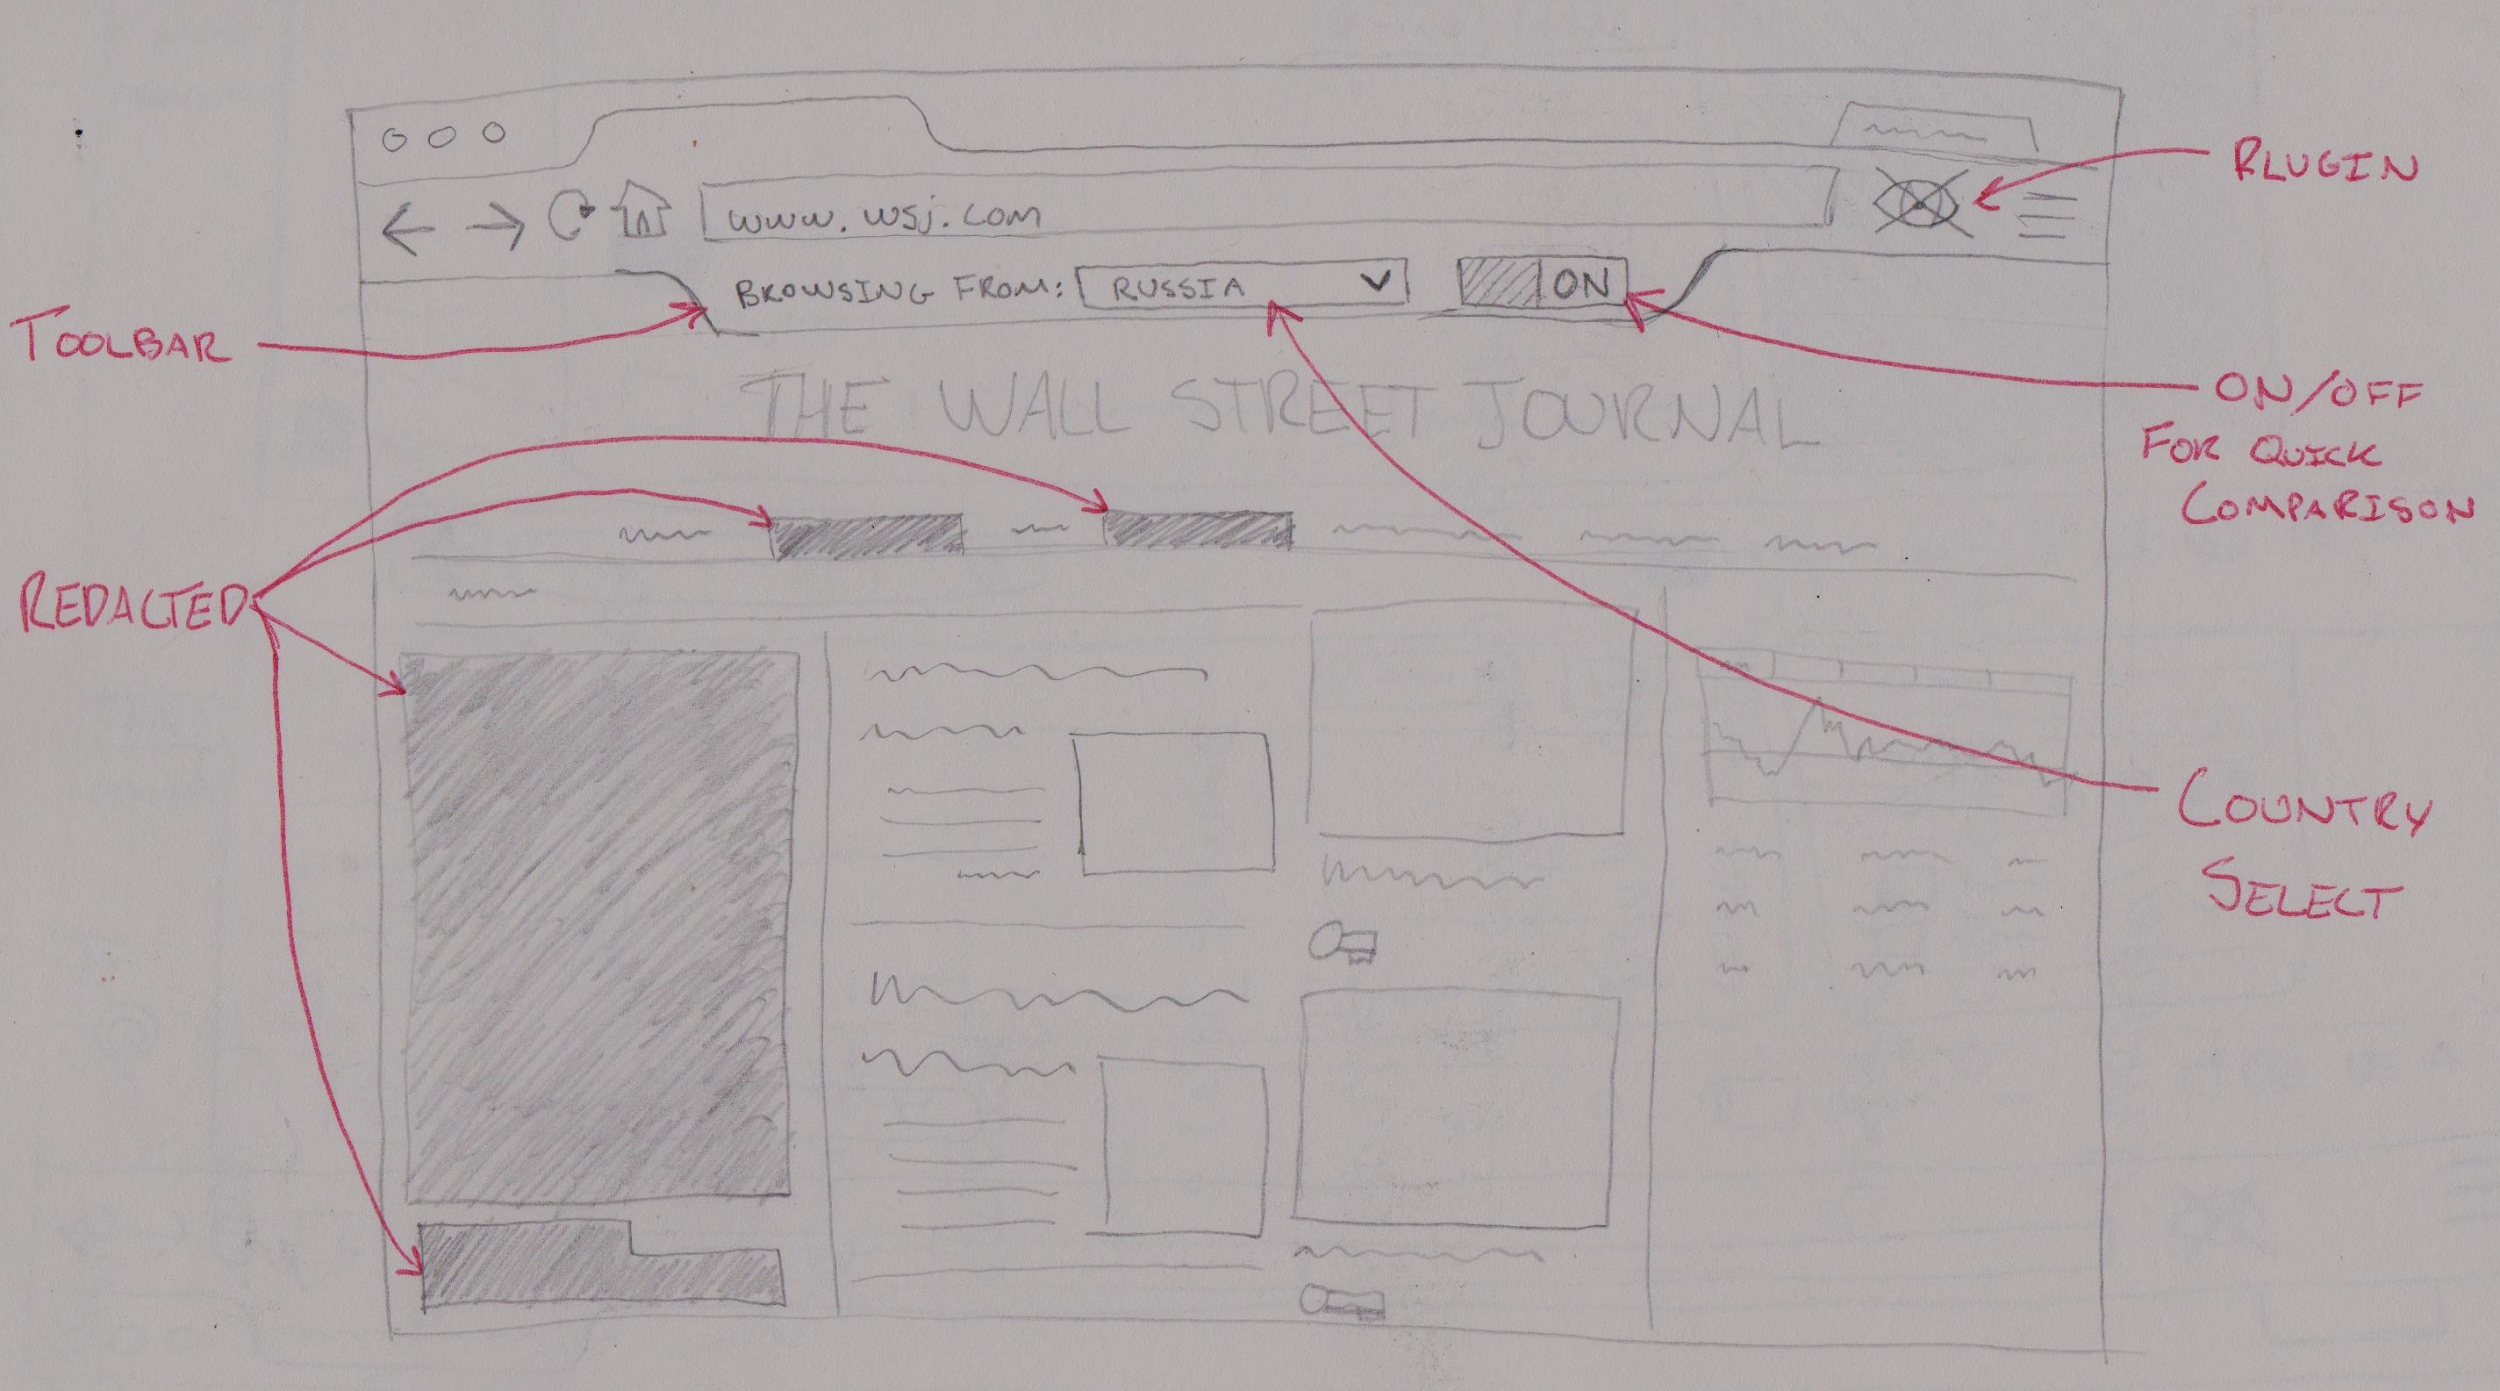 PLUGIN
www.wsj.com
BROWSING FROM: RUSSIA ON
TOOLBAR
THE WALL STREET JOURNAL
ON/OFF
FOR QUICK
COMPARISON
REDACTED
COUNTRY
SELECT